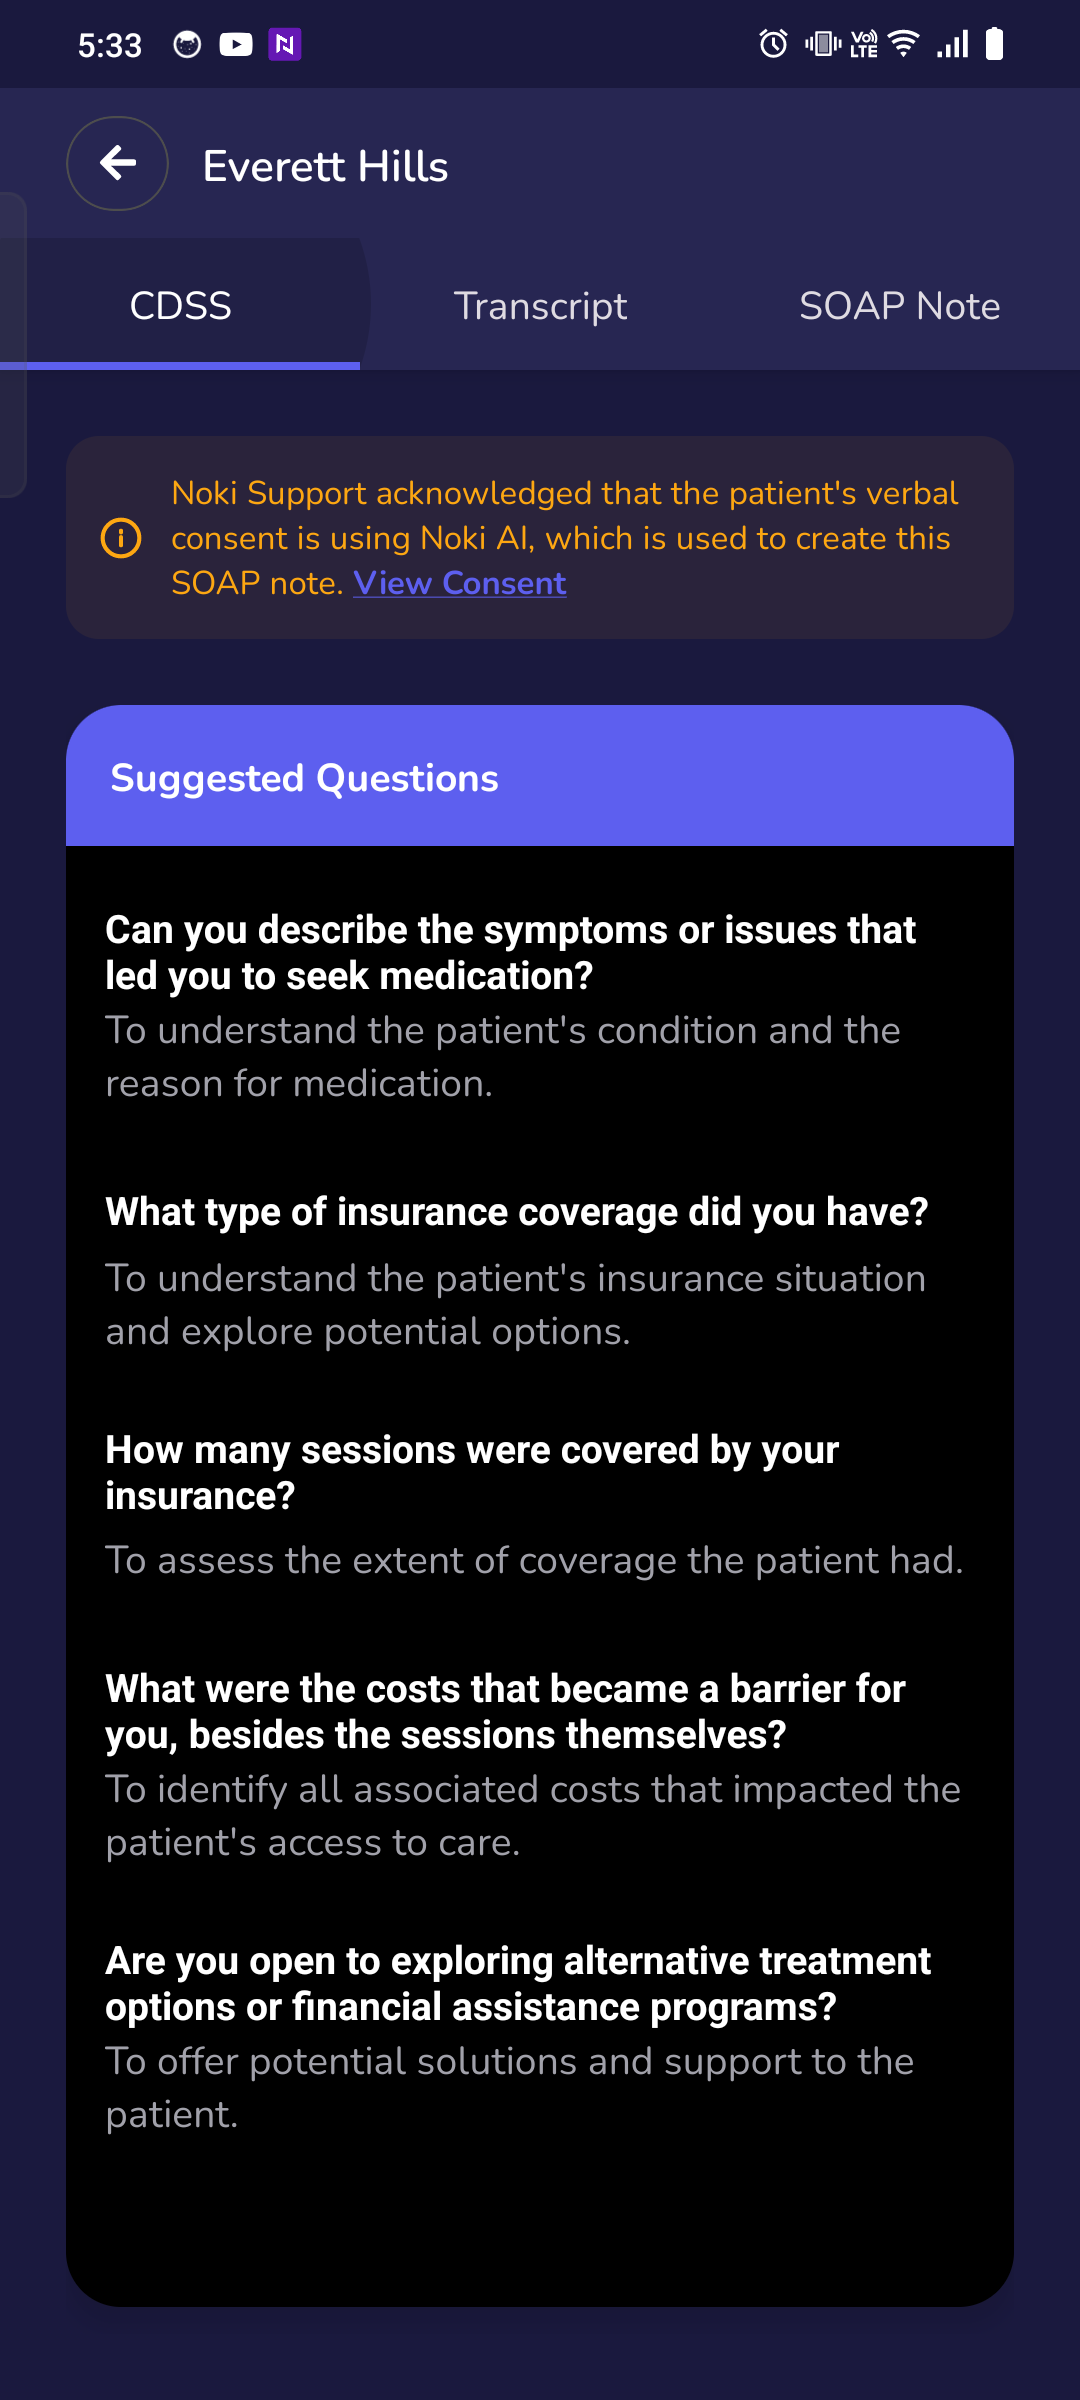 5:33
Vo)) LTE
Everett Hills
CDSS
Transcript
SOAP Note
Noki Support acknowledged that the patient's verbal
consent is using Noki AI, which is used to create this
SOAP note. View Consent
Suggested Questions
Can you describe the symptoms or issues that
led you to seek medication?
To understand the patient's condition and the
reason for medication.
What type of insurance coverage did you have?
To understand the patient's insurance situation
and explore potential options.
How many sessions were covered by your
insurance?
To assess the extent of coverage the patient had.
What were the costs that became a barrier for
you, besides the sessions themselves?
To identify all associated costs that impacted the
patient's access to care.
Are you open to exploring alternative treatment
options or financial assistance programs?
To offer potential solutions and support to the
patient.